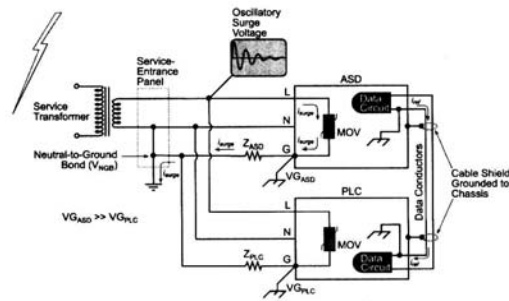 Oscillatory
Surge
Voltage
Service-
Entrance
Panel
Service
Transformer
Neutral-to-Ground
Bond (VNGB)
isurge
VGASD >> VGPLC
L
N
G
isurge
ZASD
VGASD
ASD
isurge
isurge
MOV
Data
Circuit
iref
Data Conductors
Cable Shield
Grounded to
Chassis
PLC
L
N
G
ZPLC
VGPLC
MOV
Data
Circuit
iref